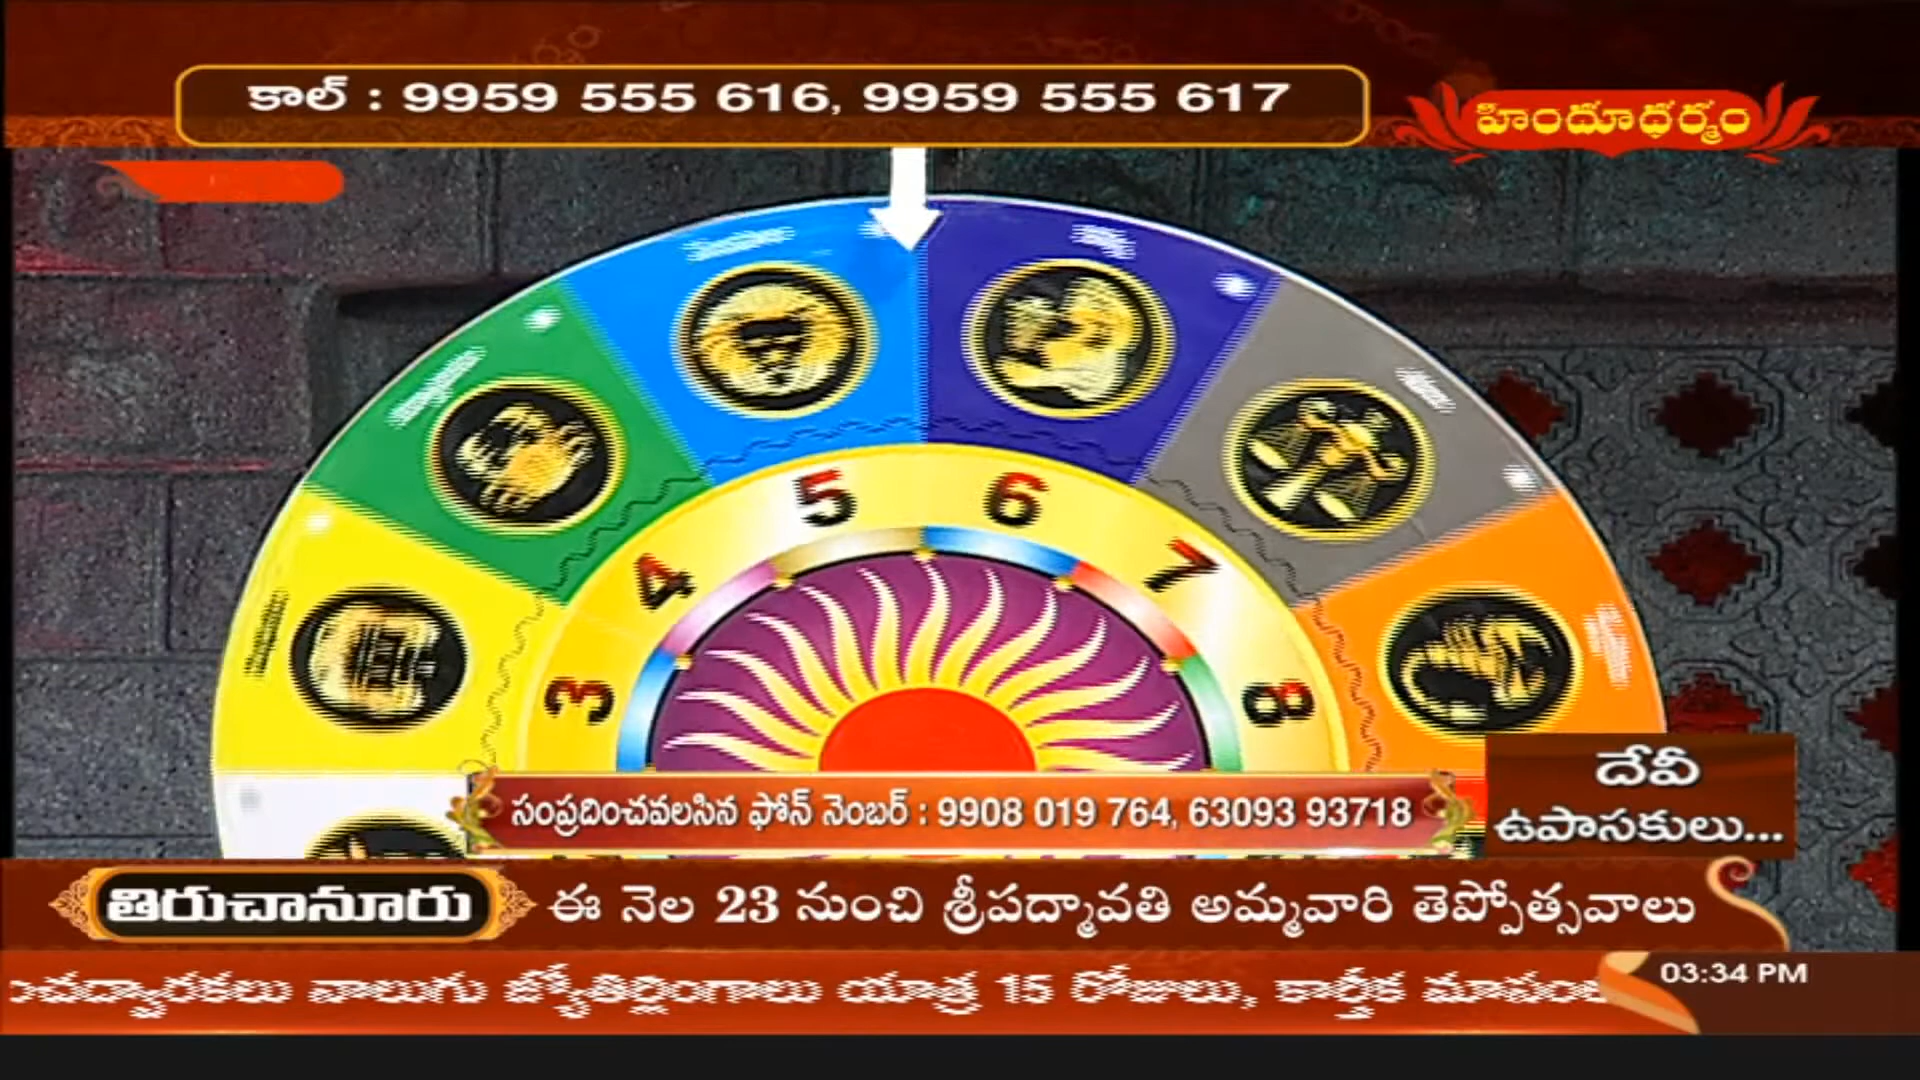 కాల్ : 9959 555 616, 9959 555 617
హిందూధర్మం
5
6
4
7
3
8
సంప్రదించవలసిన ఫోన్ నెంబర్ : 9908 019 764, 63093 93718
దేవీ
ఉపాసకులు...
తిరుచానూరు
ఈ నెల 23 నుంచి శ్రీపద్మావతి అమ్మవారి తెప్పోత్సవాలు
నాలుగు జ్యోతిర్లింగాలు యాత్ర 15 రోజులు, కార్తీక
03:34 PM